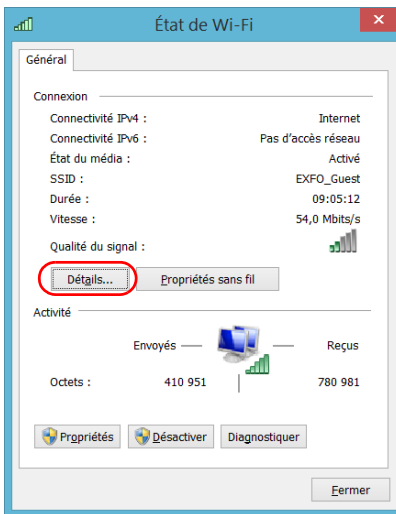 État de Wi-Fi
Général
Connexion
Connectivité IPv4 : Internet
Connectivité IPv6 : Pas d'accès réseau
État du média : Activé
SSID : EXFO_Guest
Durée : 09:05:12
Vitesse : 54,0 Mbits/s
Qualité du signal :
Détails... Propriétés sans fil
Activité
Envoyés — — Reçus
Octets : 410 951 780 981
Propriétés Désactiver Diagnostiquer
Fermer